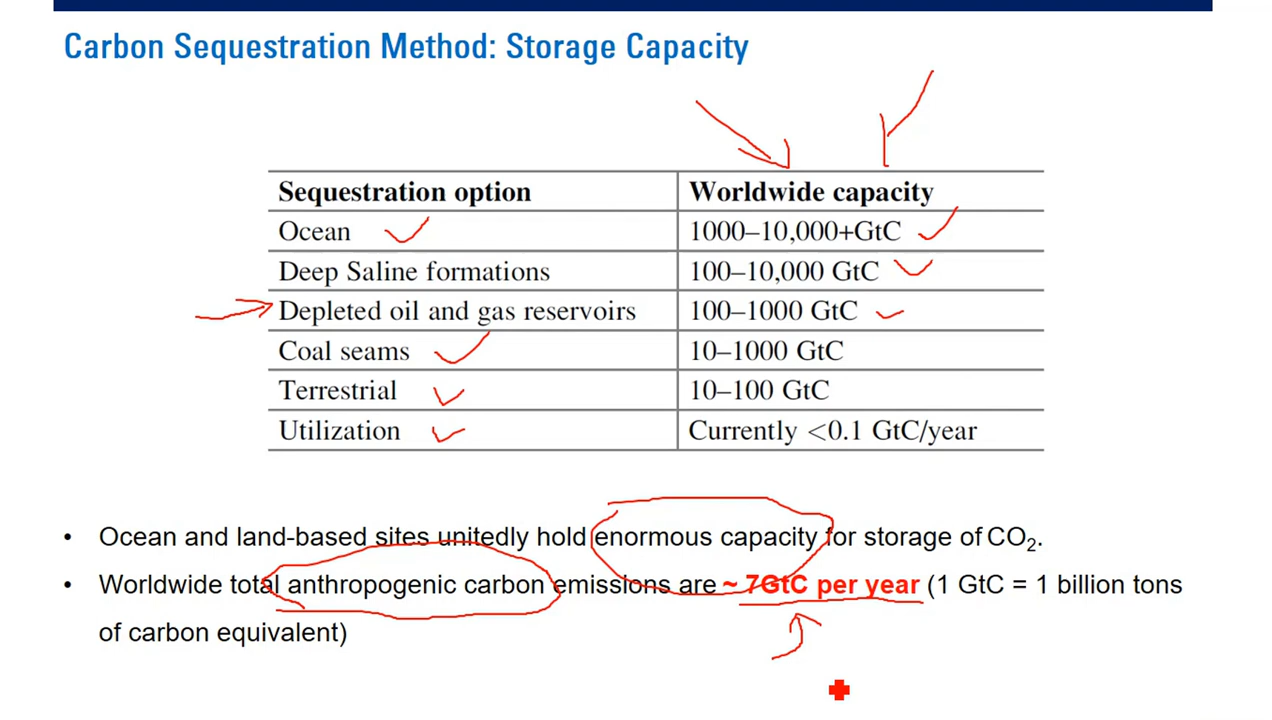 Carbon Sequestration Method: Storage Capacity
Sequestration option Worldwide capacity
Ocean 1000–10,000+GtC
Deep Saline formations 100–10,000 GtC
Depleted oil and gas reservoirs 100–1000 GtC
Coal seams 10–1000 GtC
Terrestrial 10–100 GtC
Utilization Currently <0.1 GtC/year
• Ocean and land-based sites unitedly hold enormous capacity for storage of CO₂.
• Worldwide total anthropogenic carbon emissions are ~ 7GtC per year (1 GtC = 1 billion tons
of carbon equivalent)